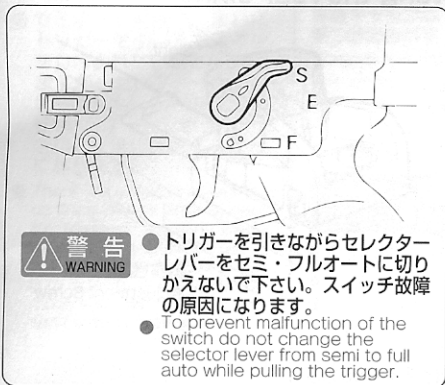 S
E
F
警告
WARNING
●トリガーを引きながらセレクター
レバーをセミ・フルオートに切り
かえないで下さい。スイッチ故障
の原因になります。
●To prevent malfunction of the
switch do not change the
selector lever from semi to full
auto while pulling the trigger.